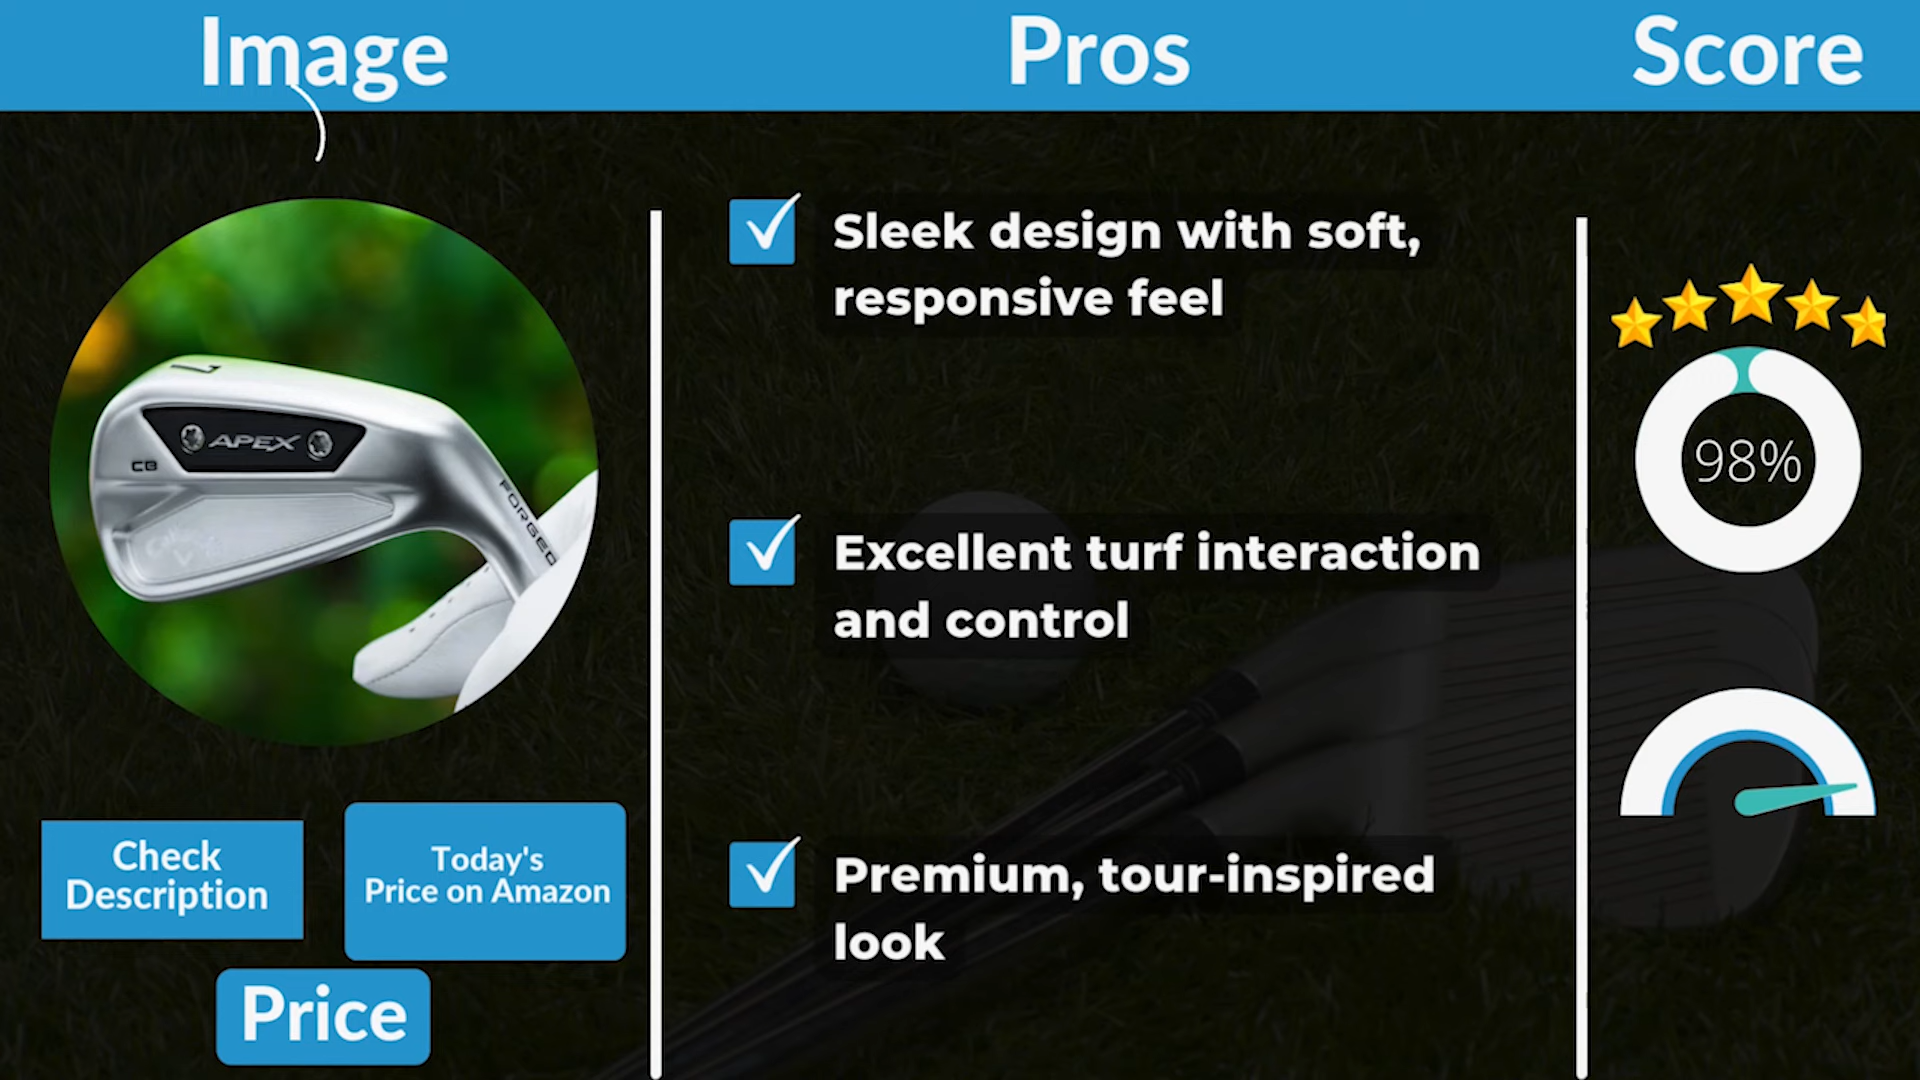 Image
Pros
Score
7
APEX
CB
FORGED
Callaway
Sleek design with soft,
responsive feel
Excellent turf interaction
and control
Premium, tour-inspired
look
98%
Check
Description
Today's
Price on Amazon
Price